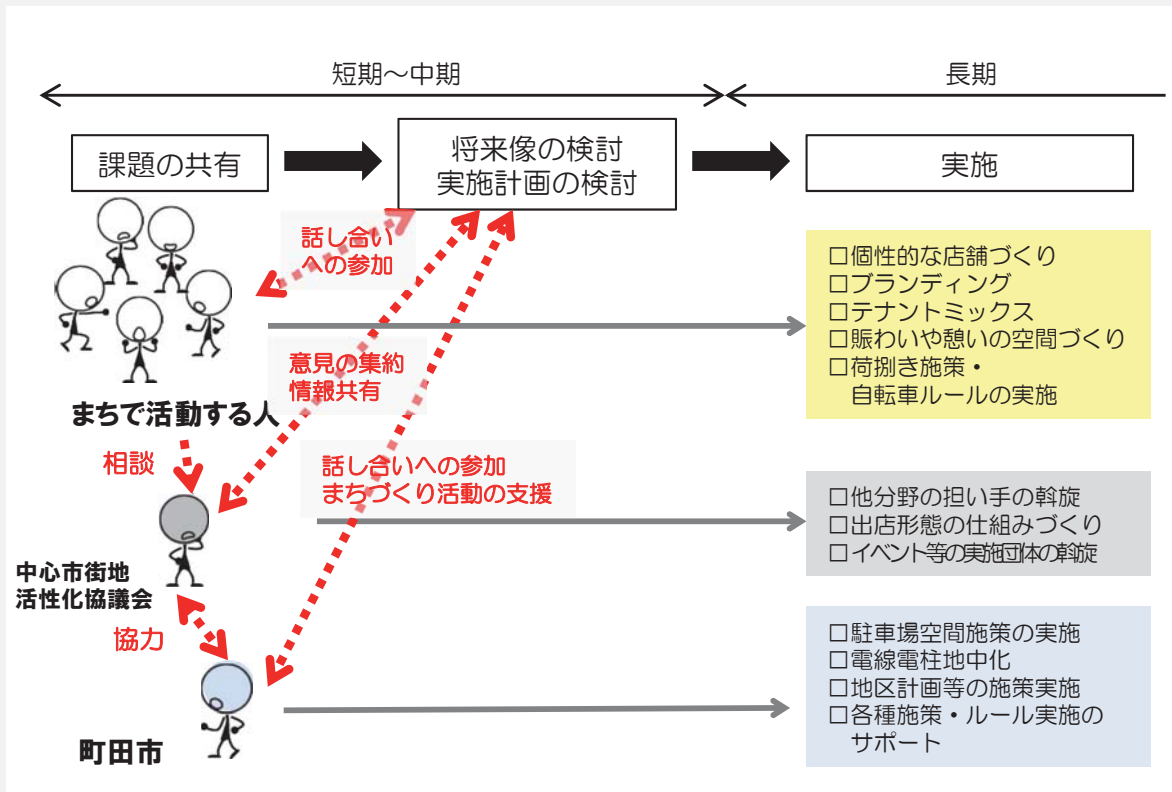 短期～中期
長期
課題の共有
将来像の検討
実施計画の検討
実施
話し合い
への参加
意見の集約
情報共有
まちで活動する人
相談
話し合いへの参加
まちづくり活動の支援
中心市街地
活性化協議会
協力
町田市
□個性的な店舗づくり
□ブランディング
□テナントミックス
□賑わいや憩いの空間づくり
□荷捌き施策・
自転車ルールの実施
□他分野の担い手の斡旋
□出店形態の仕組みづくり
□イベント等の実施団体の斡旋
□駐車場空間施策の実施
□電線電柱地中化
□地区計画等の施策実施
□各種施策・ルール実施の
サポート